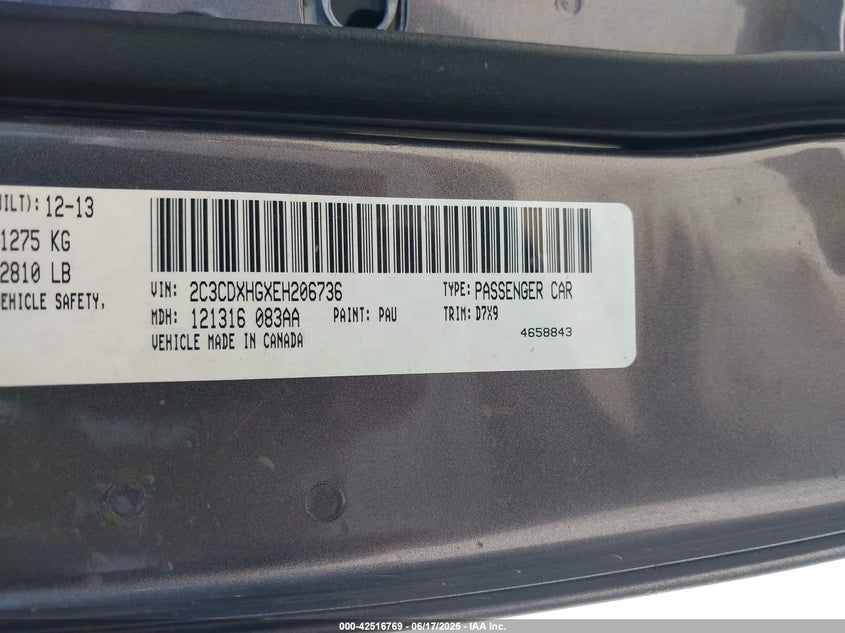 UILT): 12-13
1275 KG
2810 LB
EHICLE SAFETY,
VIN: 2C3CDXHGXEH206736 TYPE: PASSENGER CAR
MDH: 121316 083AA PAINT: PAU TRIM: D7X9
VEHICLE MADE IN CANADA 4658843
000-42516769 - 06/17/2025 - IAA Inc.